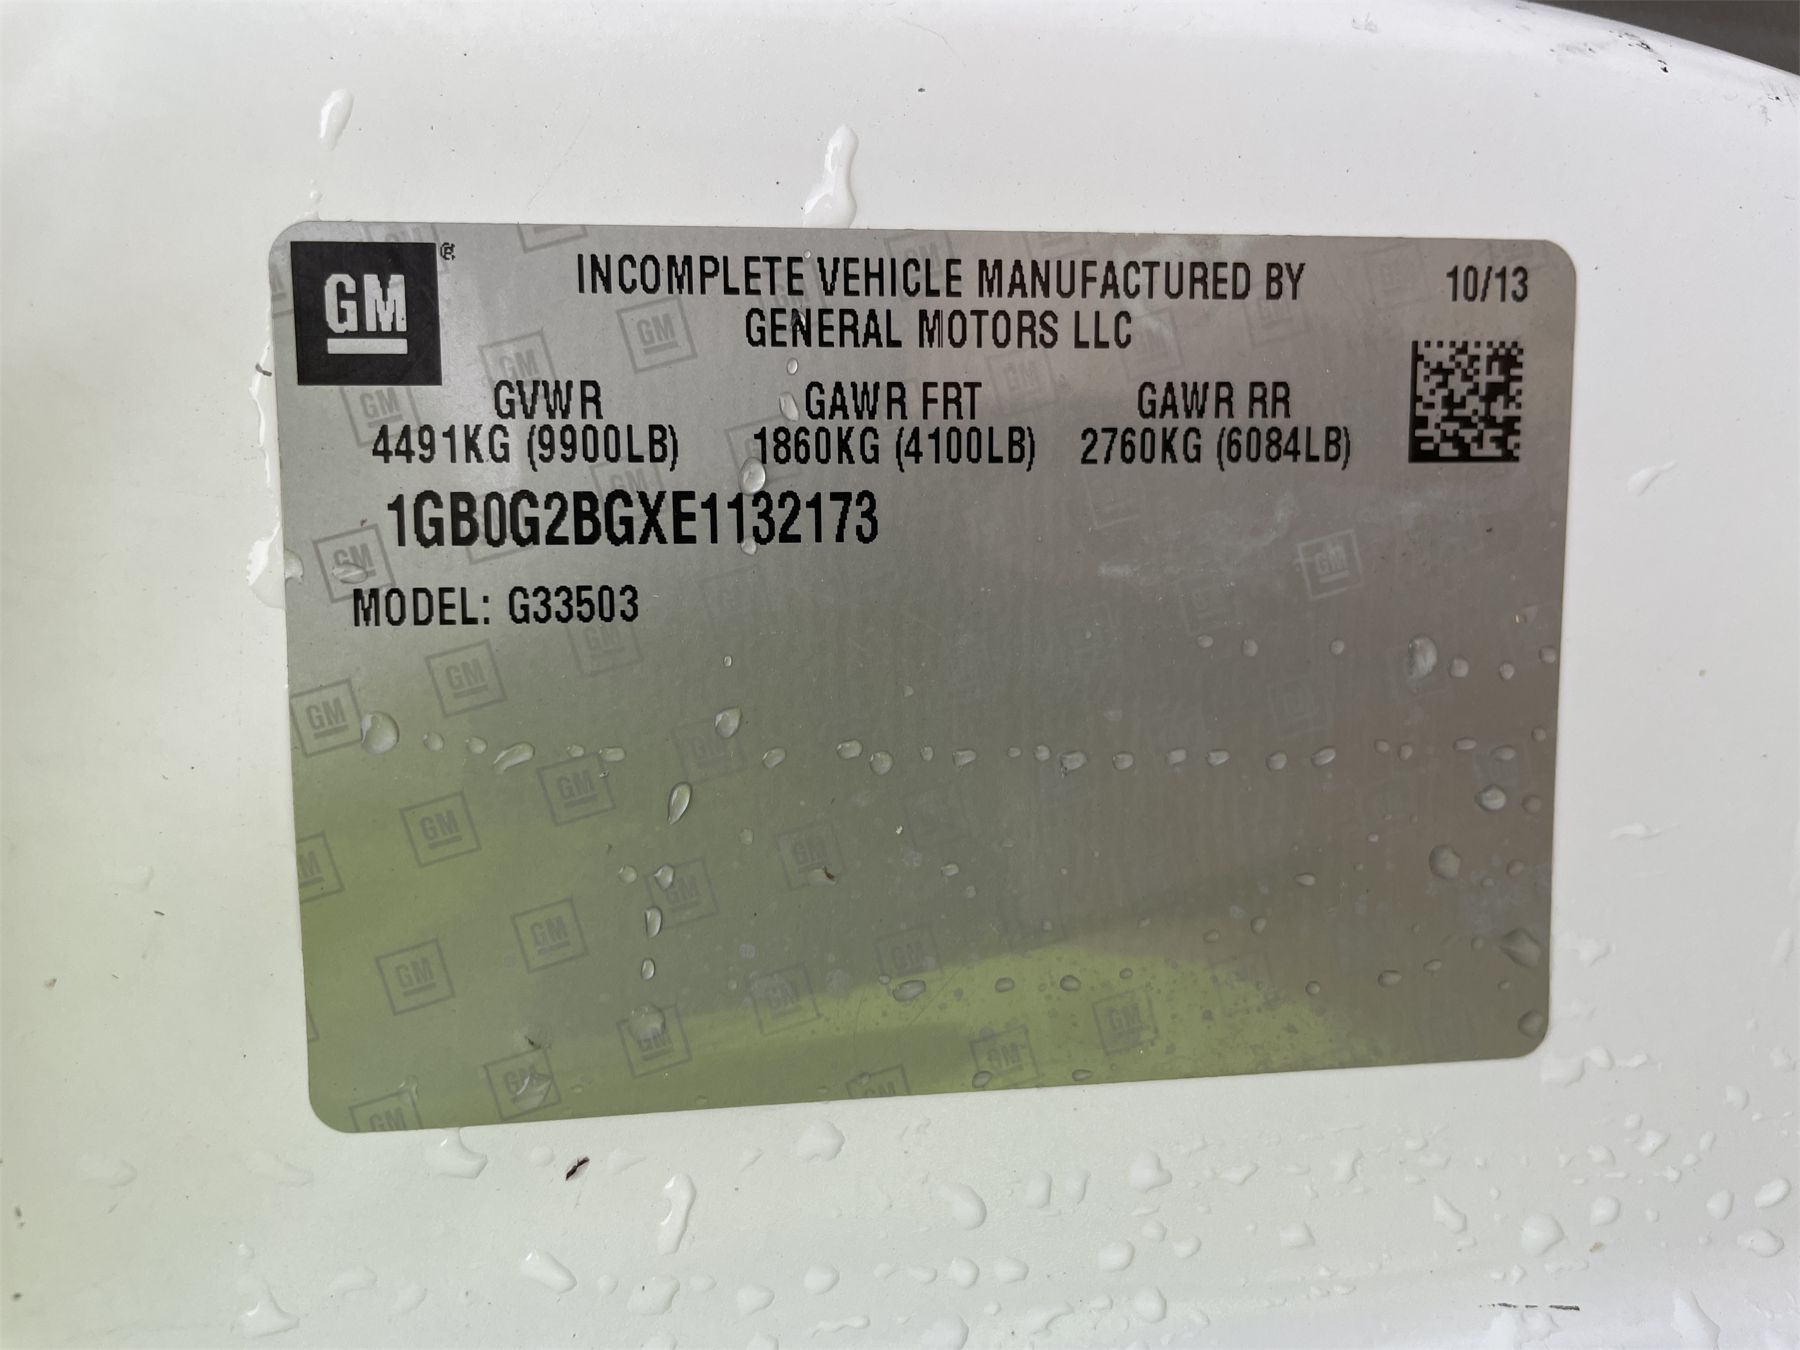 GM ®
INCOMPLETE VEHICLE MANUFACTURED BY 10/13
GENERAL MOTORS LLC
GVWR GAWR FRT GAWR RR
4491KG (9900LB) 1860KG (4100LB) 2760KG (6084LB)
1GB0G2BGXE1132173
MODEL: G33503